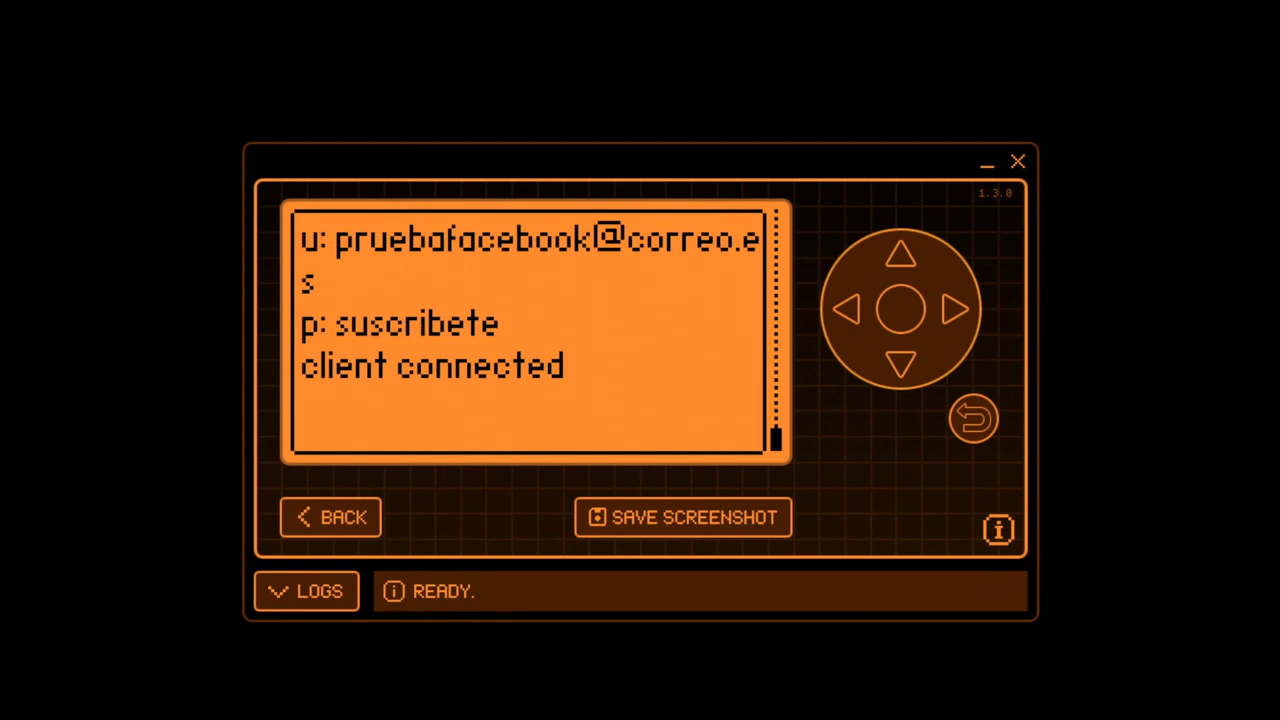 1.3.0
u: pruebafacebook@correo.e
s
p: suscribete
client connected
BACK
SAVE SCREENSHOT
LOGS
READY.